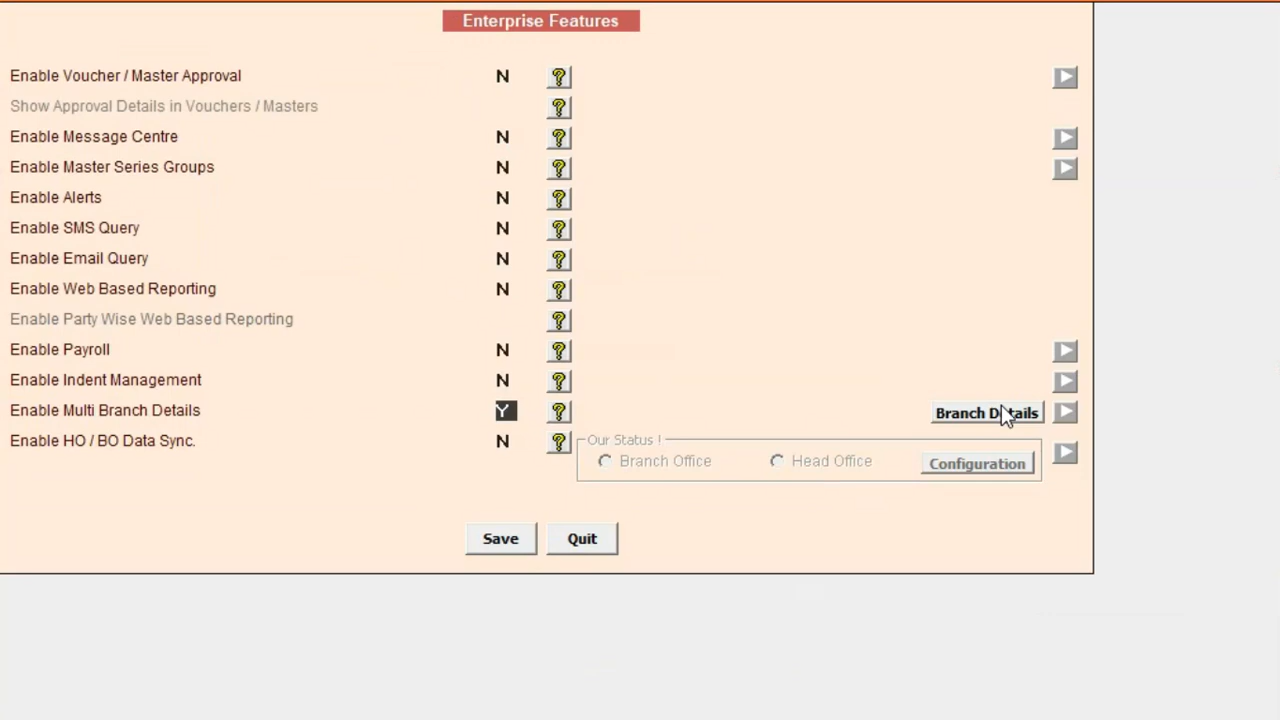 Enterprise Features
Enable Voucher / Master Approval N ?
Show Approval Details in Vouchers / Masters ?
Enable Message Centre N ?
Enable Master Series Groups N ?
Enable Alerts N ?
Enable SMS Query N ?
Enable Email Query N ?
Enable Web Based Reporting N ?
Enable Party Wise Web Based Reporting ?
Enable Payroll N ?
Enable Indent Management N ?
Enable Multi Branch Details Y ? Branch Details
Enable HO / BO Data Sync. N ? Our Status !
Branch Office Head Office Configuration
Save Quit